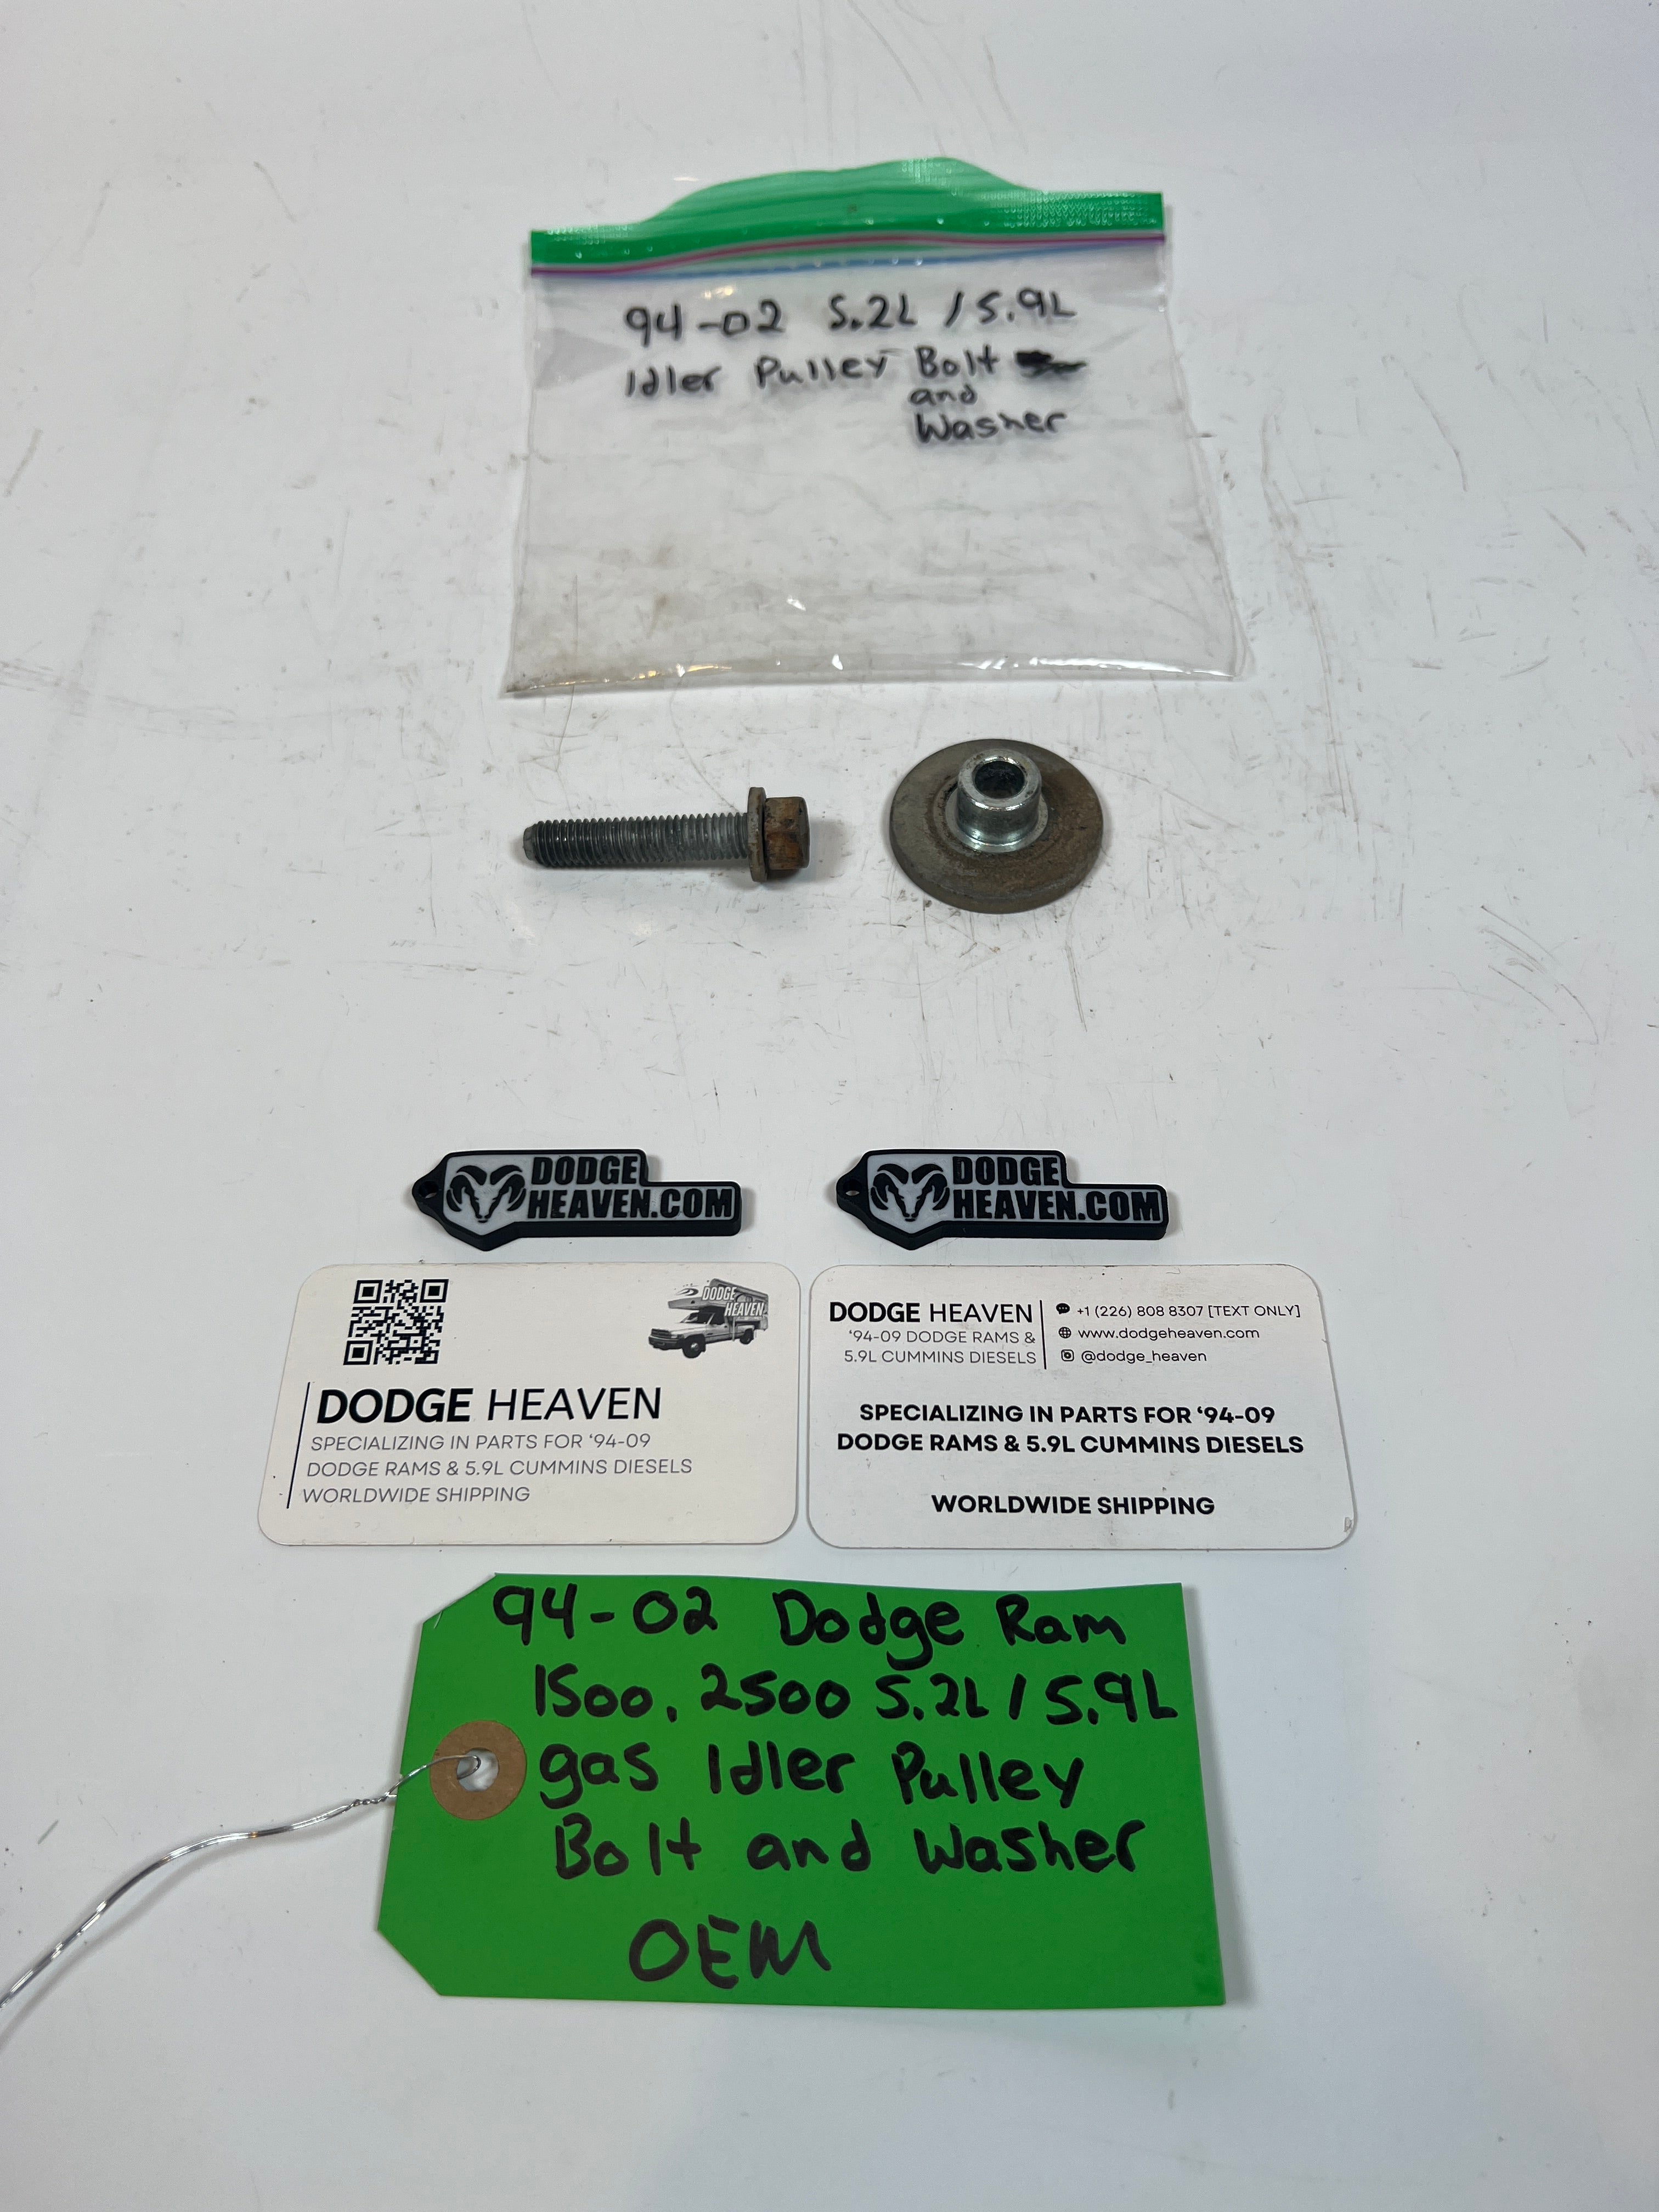 94-02 5.2L / 5.9L
Idler Pulley Bolt
and
Washer
DODGE
HEAVEN.COM
DODGE
HEAVEN.COM
DODGE
HEAVEN
DODGE HEAVEN
SPECIALIZING IN PARTS FOR '94-09
DODGE RAMS & 5.9L CUMMINS DIESELS
WORLDWIDE SHIPPING
DODGE HEAVEN
'94-09 DODGE RAMS &
5.9L CUMMINS DIESELS
+1 (226) 808 8307 [TEXT ONLY]
www.dodgeheaven.com
@dodge_heaven
SPECIALIZING IN PARTS FOR '94-09
DODGE RAMS & 5.9L CUMMINS DIESELS
WORLDWIDE SHIPPING
94-02 Dodge Ram
1500, 2500 5.2L / 5.9L
gas Idler Pulley
Bolt and Washer
OEM